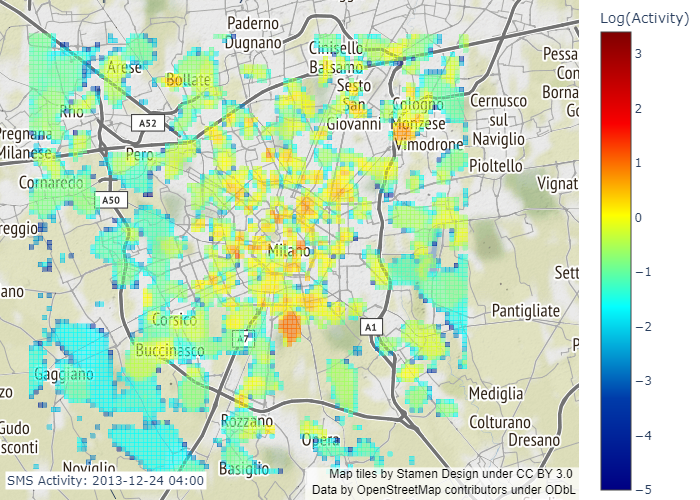 Log(Activity)
3
2
1
0
−1
−2
−3
−4
−5
Paderno
Dugnano
Cinisello
Balsamo
Arese
Bollate
Sesto
San
Giovanni
Cologno
Monzese
Cernusco
sul
Naviglio
Pessa
Con
Borna
Go
Rho
A52
Pregnana
Milanese
Pero
Vimodrone
Pioltello
Cornaredo
A50
Vignat
reggio
Milano
Sett
ano
Pantigliate
Corsico
A7
A1
Buccinasco
P
Gaggiano
zo
Mediglia
Rozzano
Colturano
Dresano
Gudo
sconti
Opera
Noviglio
Basiglio
SMS Activity: 2013-12-24 04:00
Map tiles by Stamen Design under CC BY 3.0
Data by OpenStreetMap contributors under ODbL